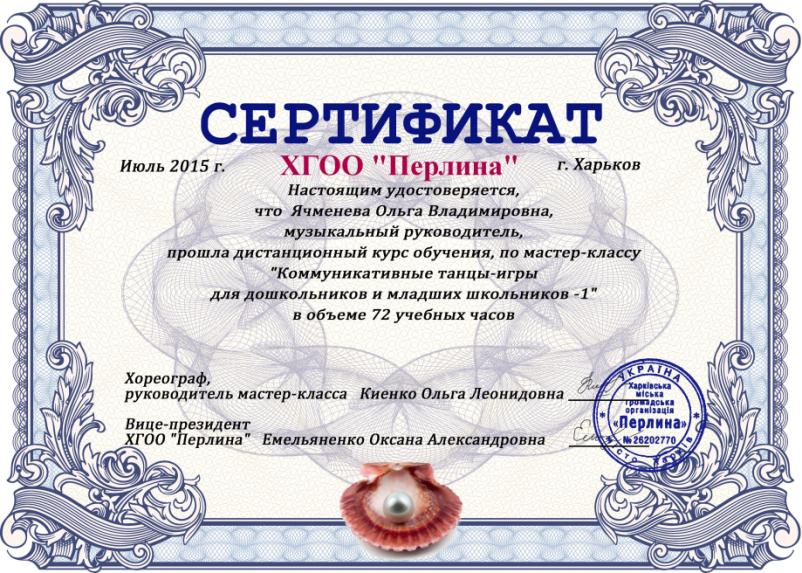 СЕРТИФИКАТ
Июль 2015 г. ХГОО "Перлина" г. Харьков
Настоящим удостоверяется,
что Ячменева Ольга Владимировна,
музыкальный руководитель,
прошла дистанционный курс обучения, по мастер-классу
"Коммуникативные танцы-игры
для дошкольников и младших школьников -1"
в объеме 72 учебных часов
Хореограф,
руководитель мастер-класса Киенко Ольга Леонидовна
Вице-президент
ХГОО "Перлина" Емельяненко Оксана Александровна
УКРАЇНА
Харківська
міська
громадська
організація
«Перлина»
№26202770
місто Харків